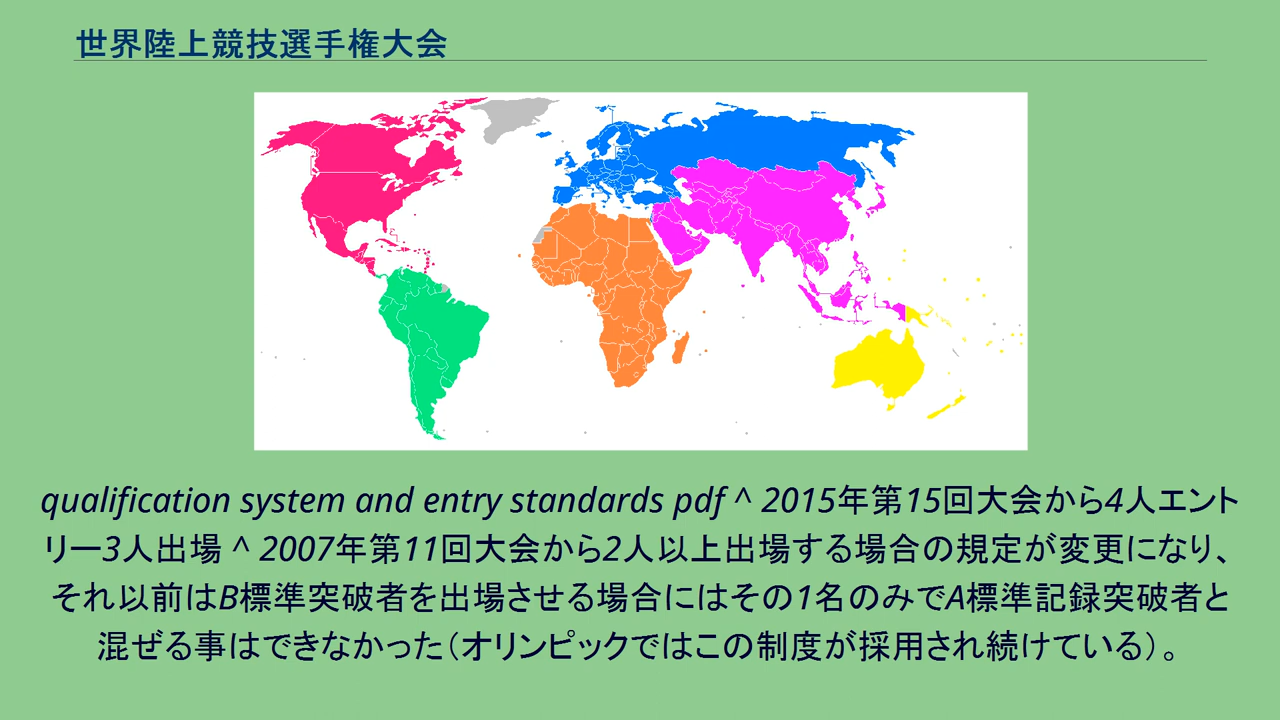 世界陸上競技選手権大会
qualification system and entry standards pdf ^ 2015年第15回大会から4人エント
リー3人出場 ^ 2007年第11回大会から2人以上出場する場合の規定が変更になり、
それ以前はB標準突破者を出場させる場合にはその1名のみでA標準記録突破者と
混ぜる事はできなかった（オリンピックではこの制度が採用され続けている）。